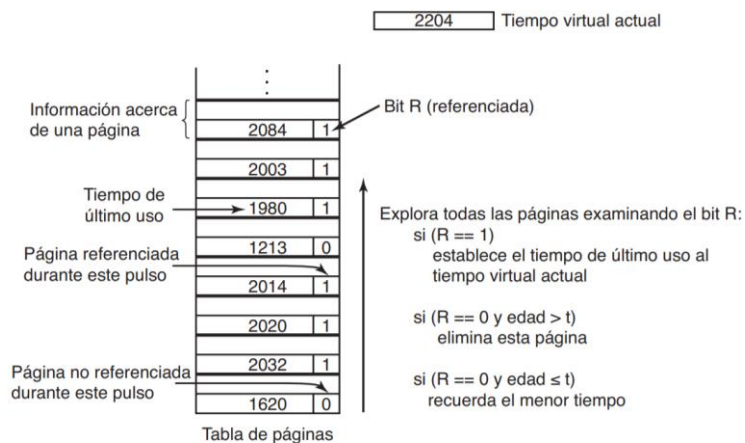 2204 Tiempo virtual actual
Información acerca
de una página
Bit R (referenciada)
2084 1
2003 1
Tiempo de
último uso
1980 1
1213 0
Página referenciada
durante este pulso
2014 1
2020 1
2032 1
Página no referenciada
durante este pulso
1620 0
Tabla de páginas
Explora todas las páginas examinando el bit R:
si (R == 1)
establece el tiempo de último uso al
tiempo virtual actual
si (R == 0 y edad > t)
elimina esta página
si (R == 0 y edad ≤ t)
recuerda el menor tiempo